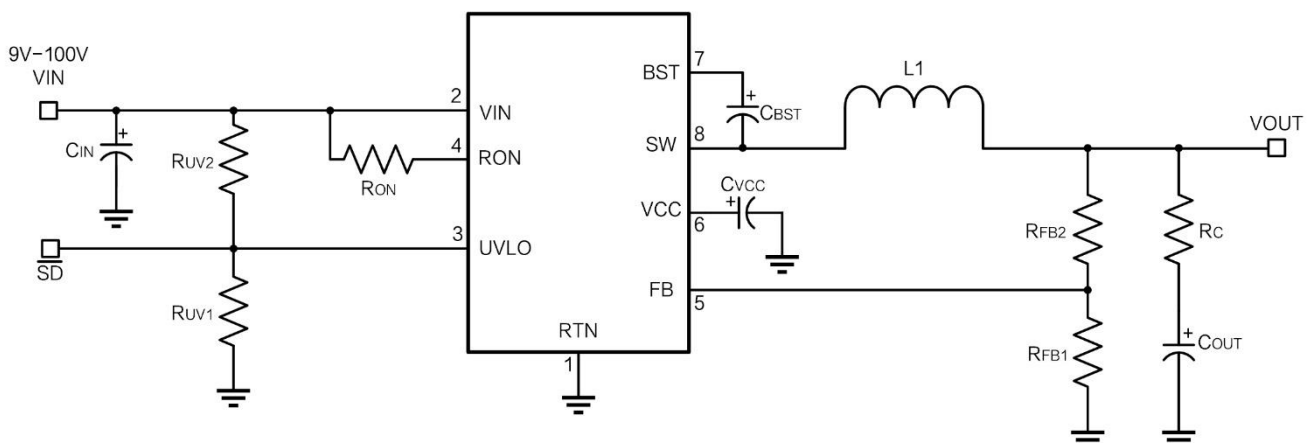 9V-100V
VIN
7
BST
L1
2
VIN
CBST
VOUT
CIN
RUV2
4
RON
8
SW
RON
CVCC
VCC
6
RFB2
RC
3
UVLO
SD
FB
5
RUV1
RTN
RFB1
COUT
1